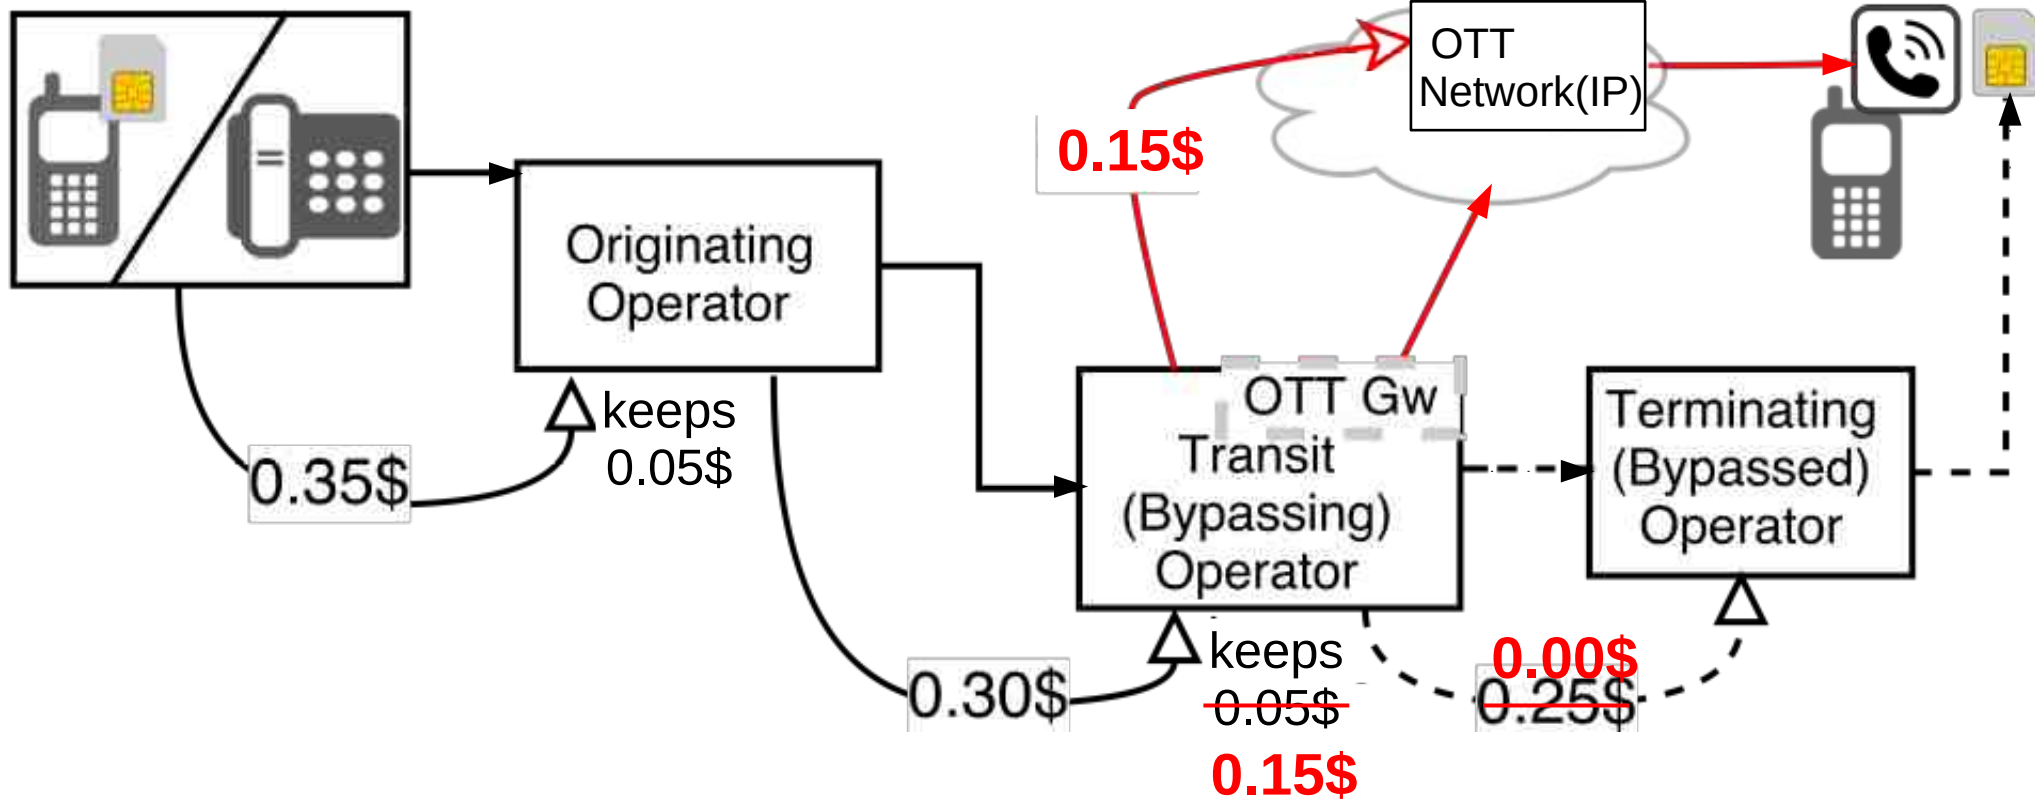 OTT
Network(IP)
0.15$
Originating
Operator
keeps
0.05$
0.35$
OTT Gw
Transit
(Bypassing)
Operator
Terminating
(Bypassed)
Operator
0.30$
keeps
0.05$
0.15$
0.00$
0.25$